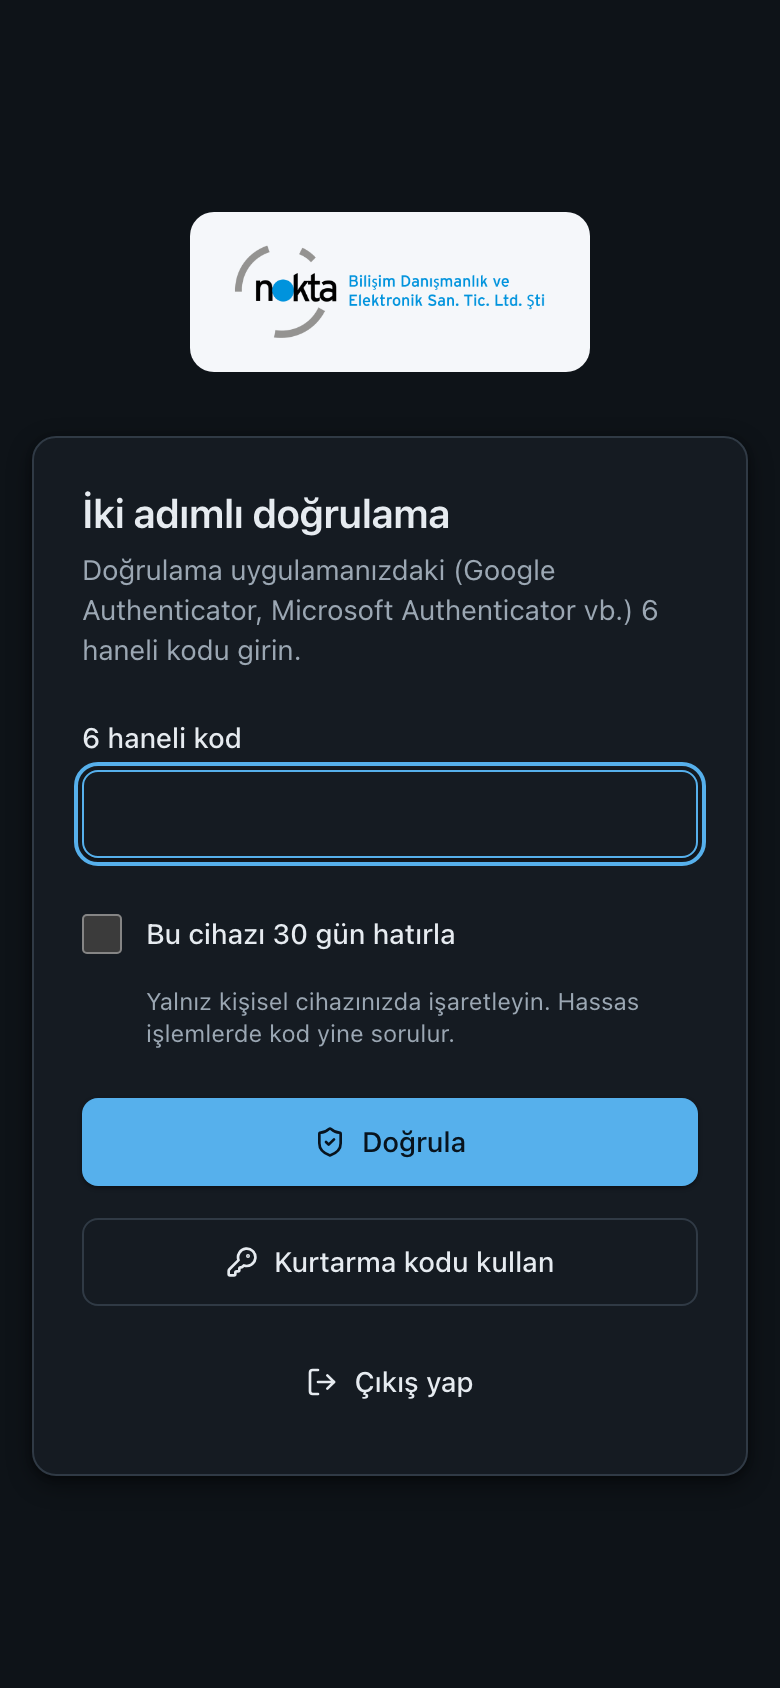 nokta
Bilişim Danışmanlık ve
Elektronik San. Tic. Ltd. Şti
İki adımlı doğrulama
Doğrulama uygulamanızdaki (Google
Authenticator, Microsoft Authenticator vb.) 6
haneli kodu girin.
6 haneli kod
Bu cihazı 30 gün hatırla
Yalnız kişisel cihazınızda işaretleyin. Hassas
işlemlerde kod yine sorulur.
Doğrula
Kurtarma kodu kullan
Çıkış yap